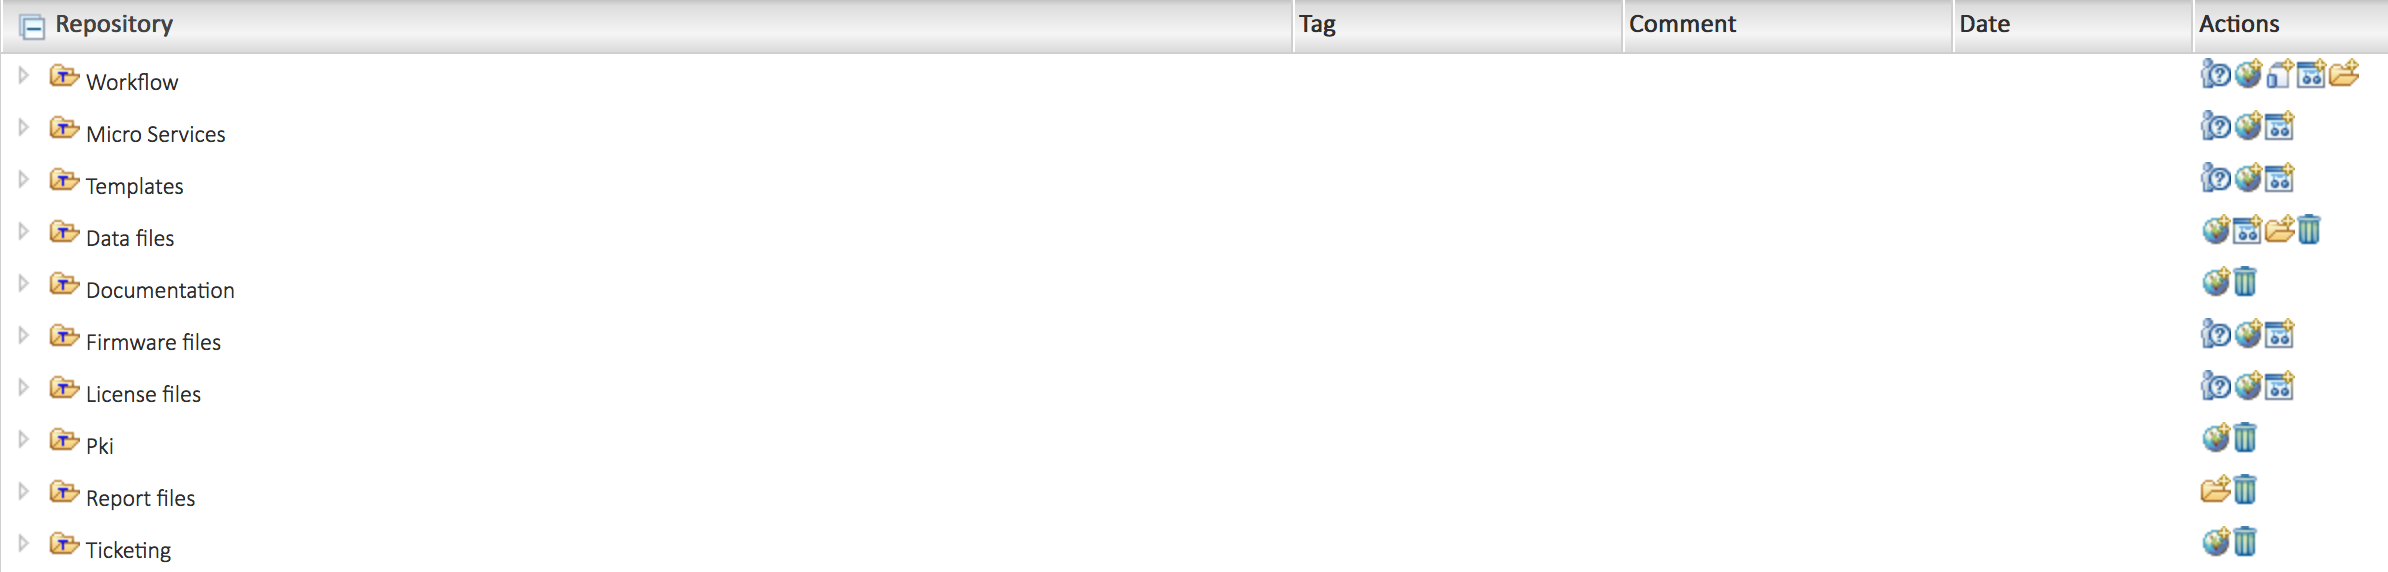 Repository Tag Comment Date Actions
Workflow
Micro Services
Templates
Data files
Documentation
Firmware files
License files
Pki
Report files
Ticketing